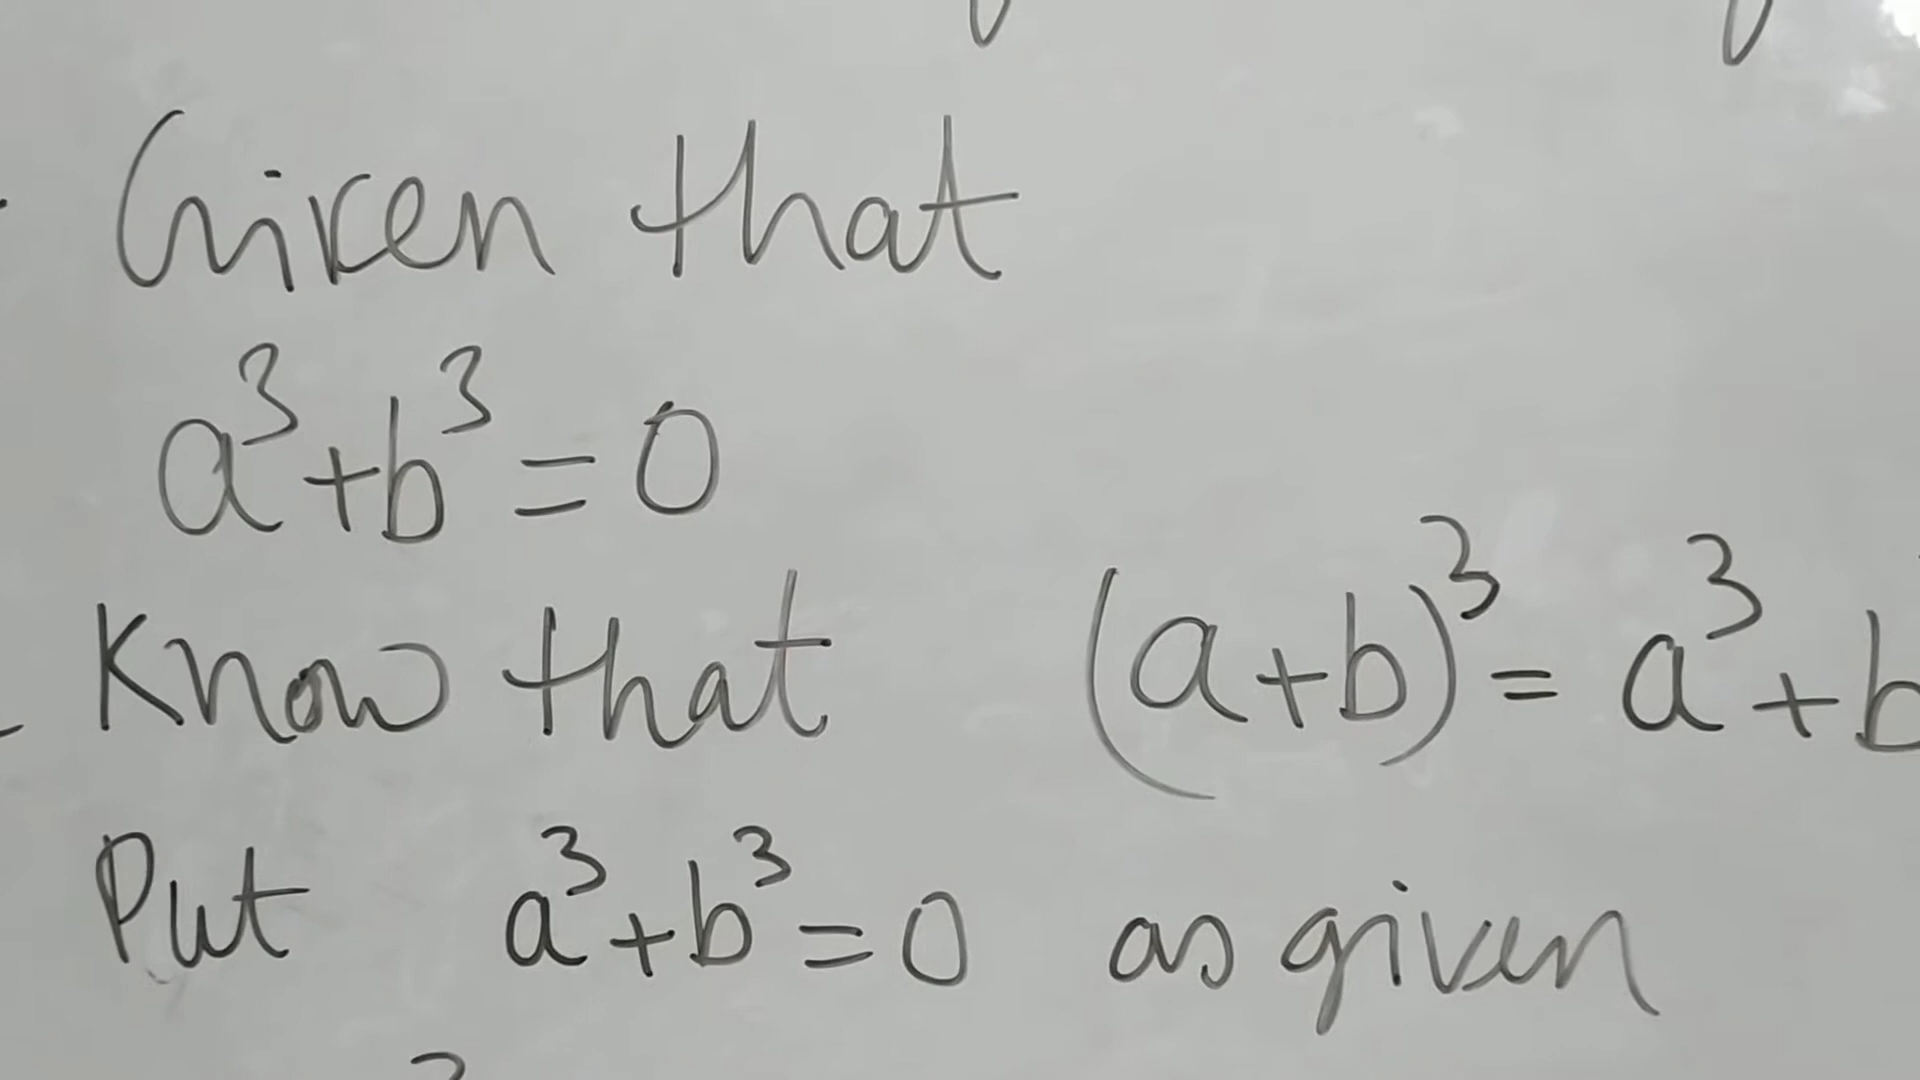 Given that
a³+b³=0
Know that (a+b)³= a³+b
Put a³+b³=0 as given